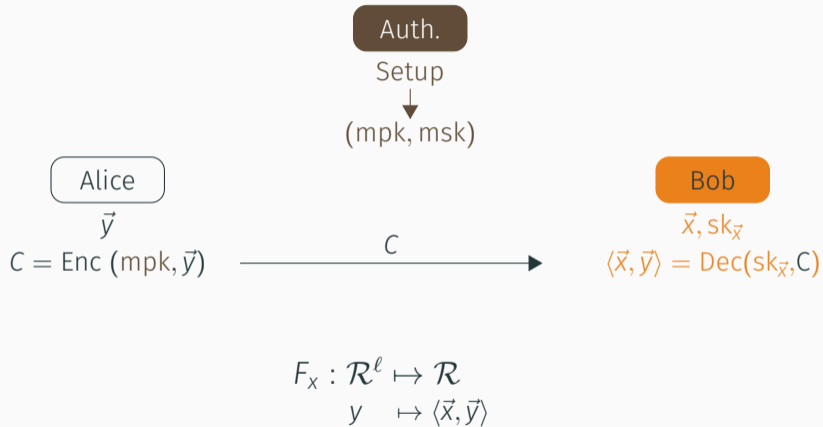 Auth.
Setup
(mpk, msk)
Alice
Bob
y⃗
x⃗, sk_x⃗
C = Enc (mpk, y⃗)
C
⟨x⃗, y⃗⟩ = Dec(sk_x⃗,C)
F_x : ℛ^ℓ ↦ ℛ
y ↦ ⟨x⃗, y⃗⟩